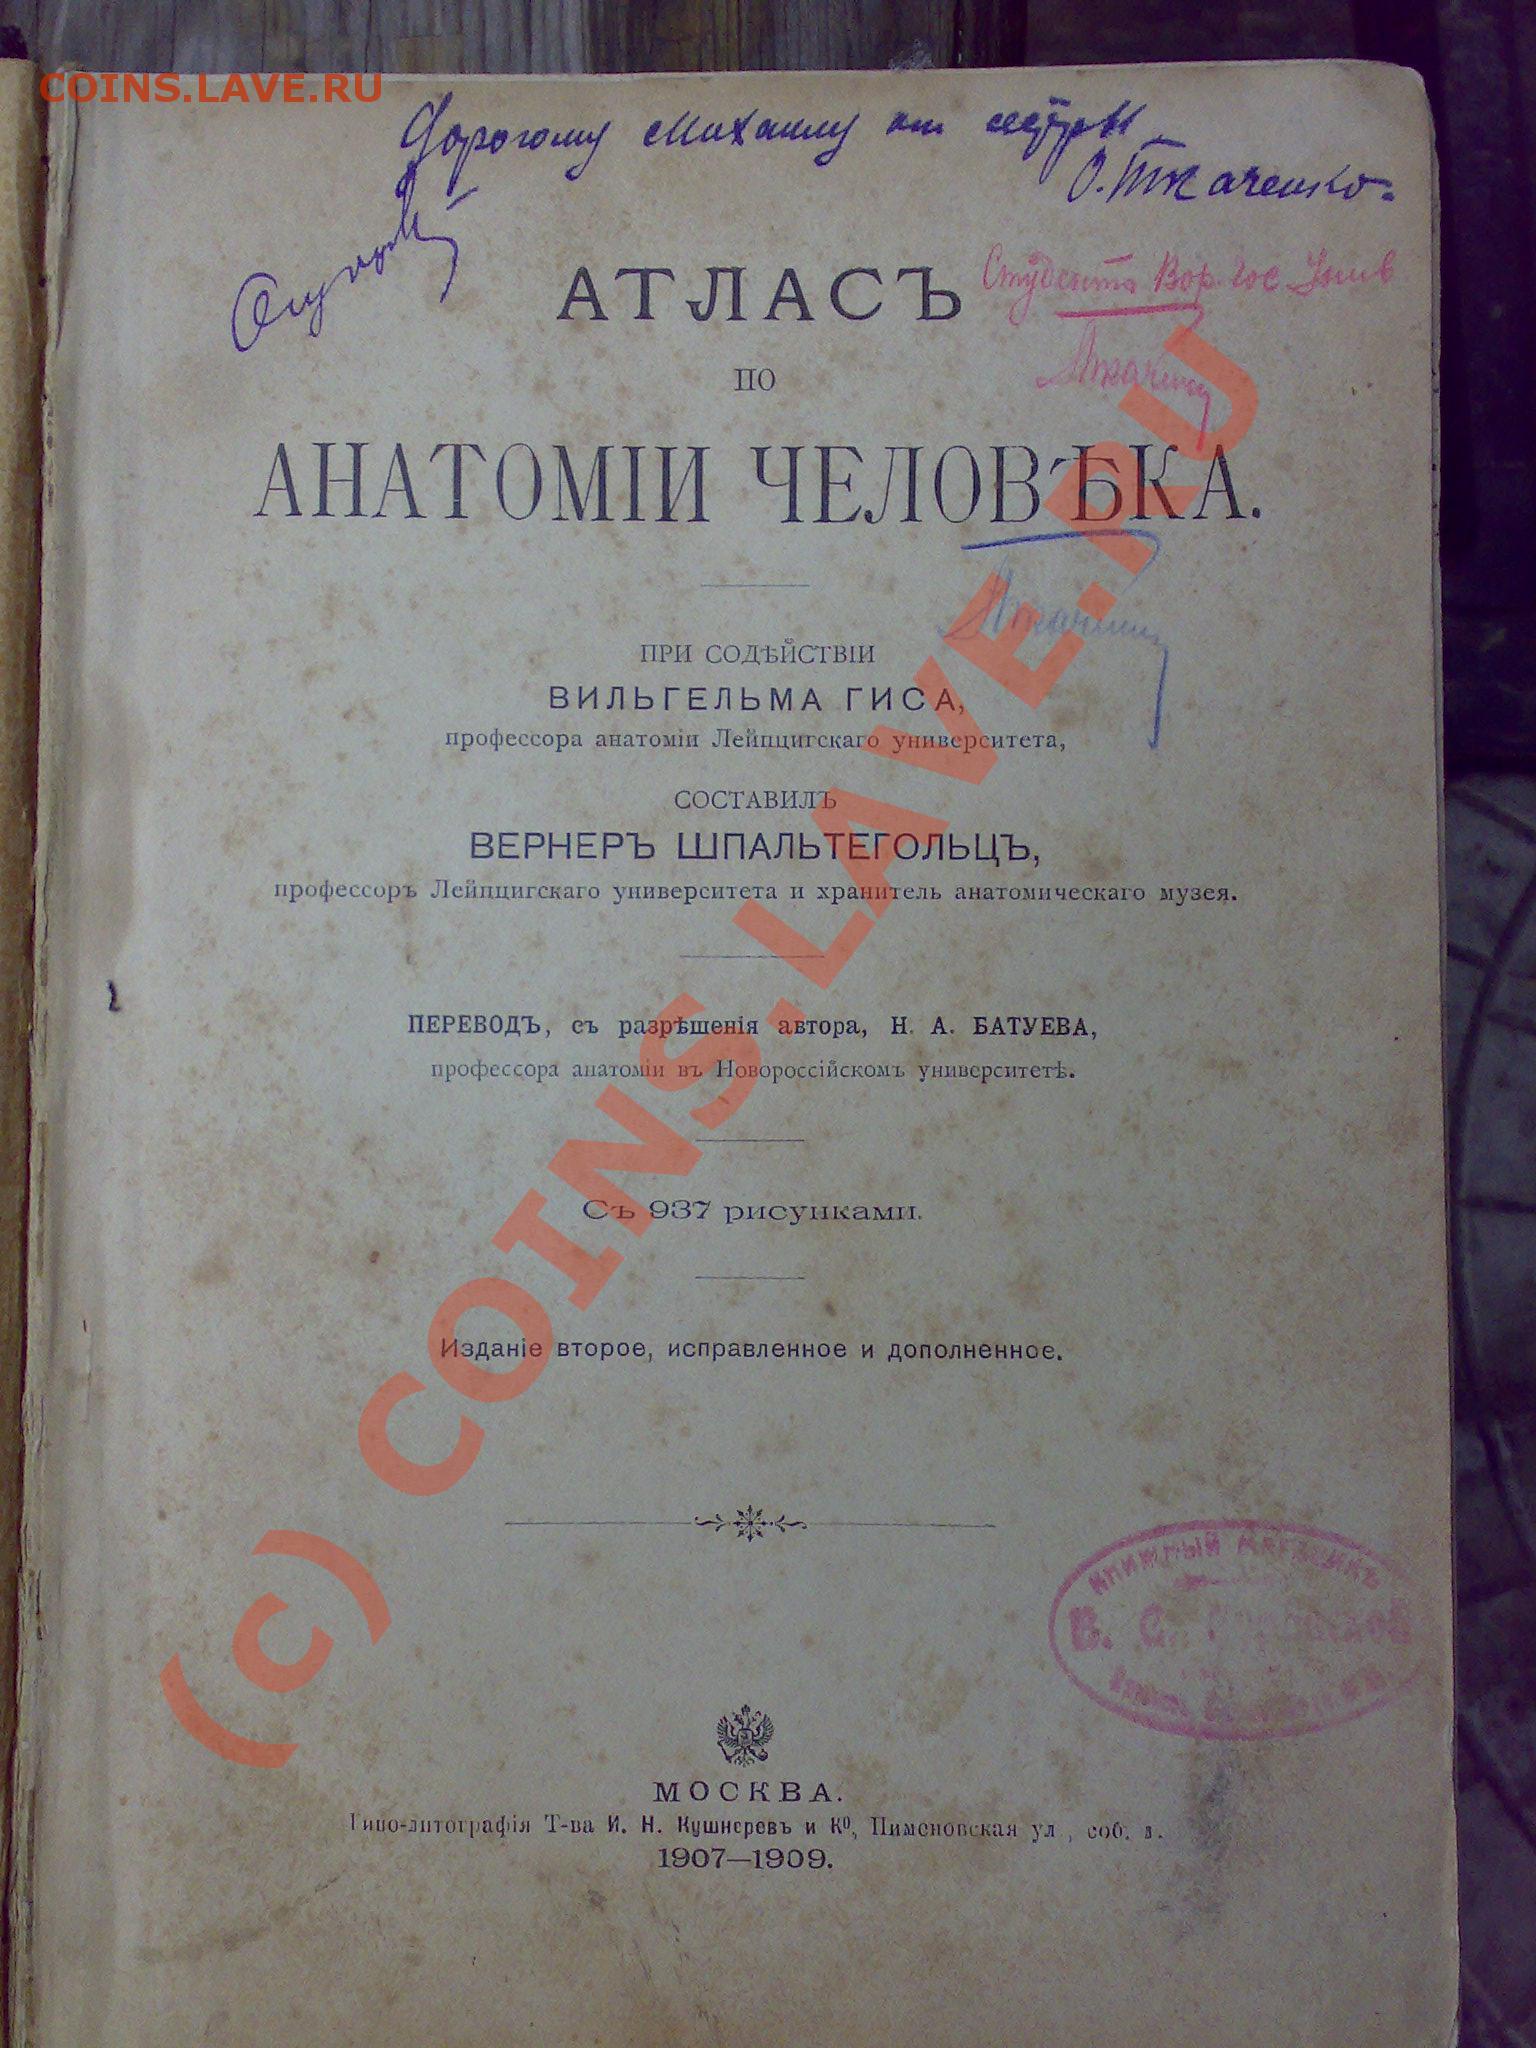 COINS.LAVE.RU
Дорогому Михаилу от сестры
О. Ткаченко.
АТЛАСЪ
Студента Вор. Гос. Унив
ПО
АНАТОМІИ ЧЕЛОВѢКА.
ПРИ СОДѢЙСТВІИ
ВИЛЬГЕЛЬМА ГИСА,
профессора анатоміи Лейпцигскаго университета,
СОСТАВИЛЪ
ВЕРНЕРЪ ШПАЛЬТЕГОЛЬЦЪ,
профессоръ Лейпцигскаго университета и хранитель анатомическаго музея.
ПЕРЕВОДЪ, съ разрѣшенія автора, Н. А. БАТУЕВА,
профессора анатоміи въ Новороссійскомъ университетѣ.
Съ 937 рисунками.
Изданіе второе, исправленное и дополненное.
(c) COINS.LAVE.RU
КНИЖНЫЙ МАГАЗИНЪ
В. С.
МОСКВА.
Типо-литографія Т-ва И. Н. Кушнеревъ и Ко, Пименовская ул., соб. д.
1907—1909.